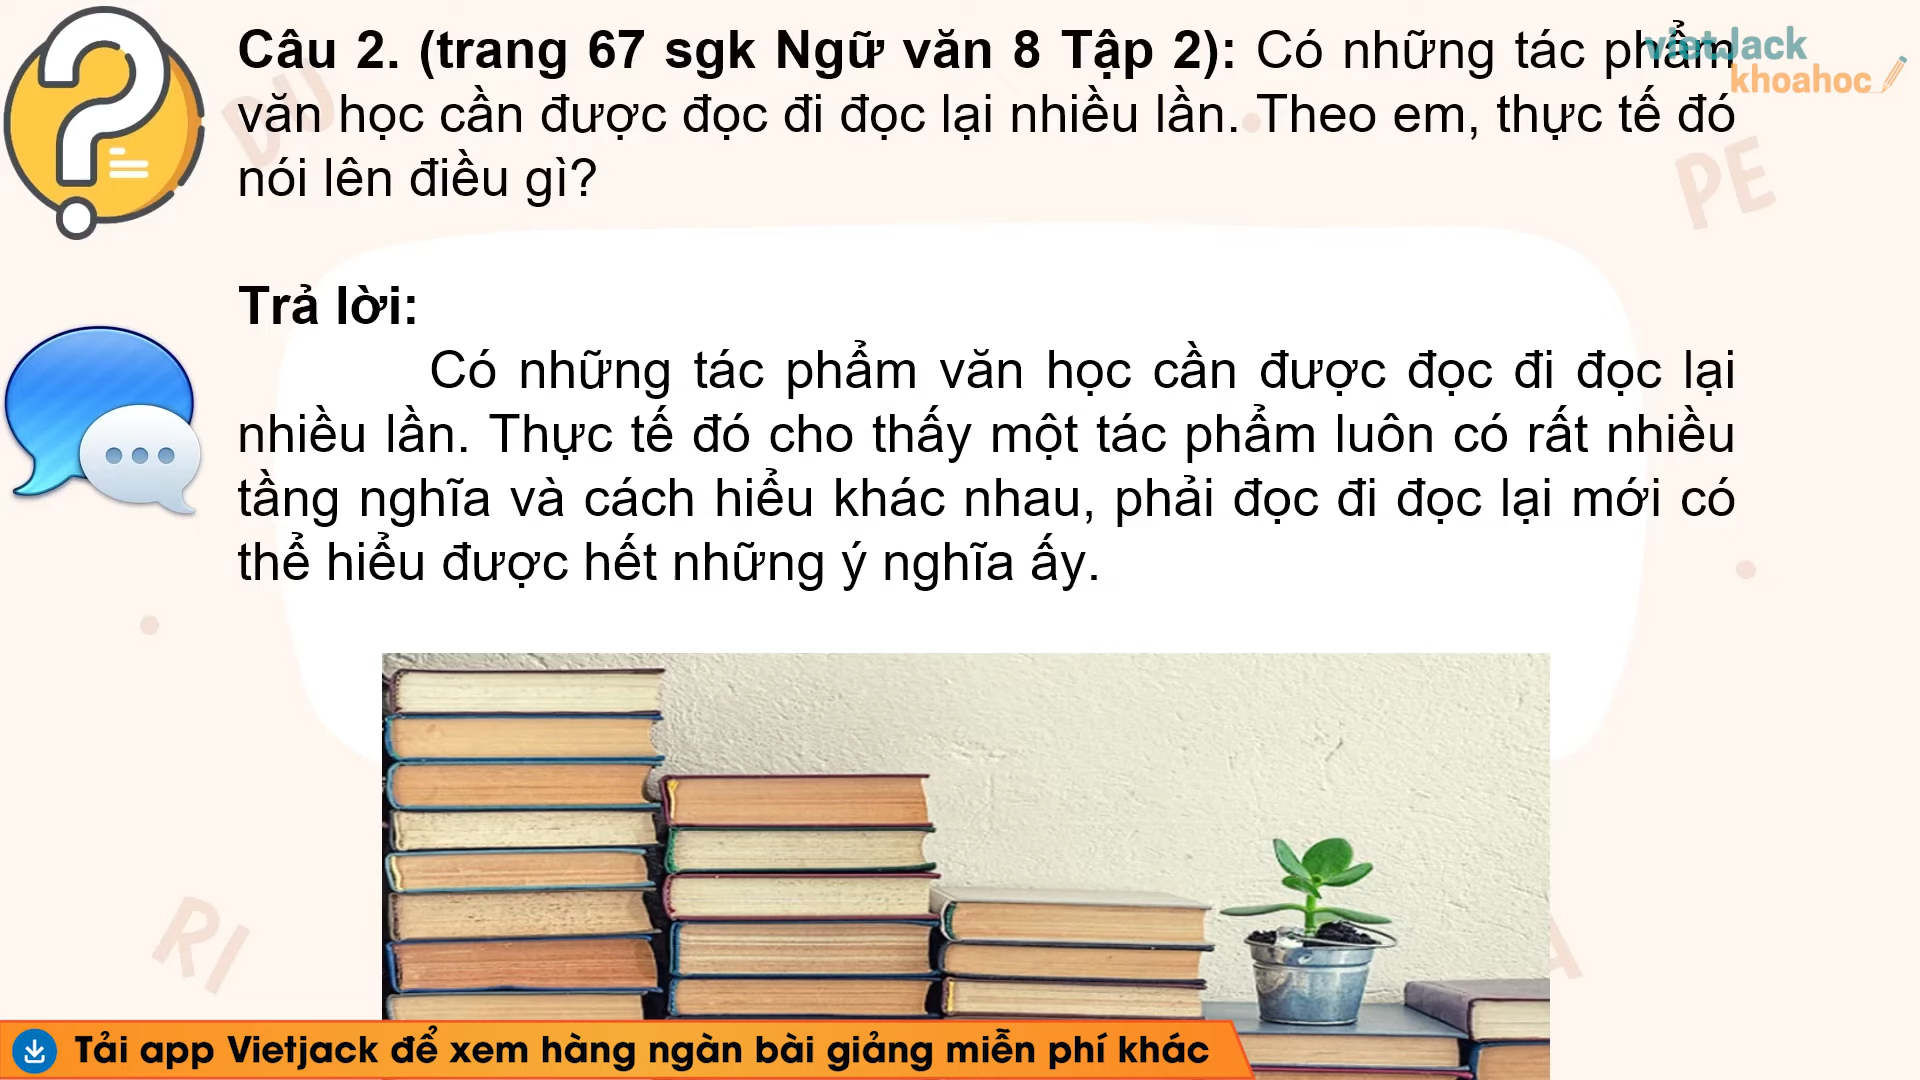 Câu 2. (trang 67 sgk Ngữ văn 8 Tập 2): Có những tác phẩm
văn học cần được đọc đi đọc lại nhiều lần. Theo em, thực tế đó
nói lên điều gì?
vietJack
khoahoc
DU
PE
Trả lời:
Có những tác phẩm văn học cần được đọc đi đọc lại
nhiều lần. Thực tế đó cho thấy một tác phẩm luôn có rất nhiều
tầng nghĩa và cách hiểu khác nhau, phải đọc đi đọc lại mới có
thể hiểu được hết những ý nghĩa ấy.
RI
A
Tải app Vietjack để xem hàng ngàn bài giảng miễn phí khác